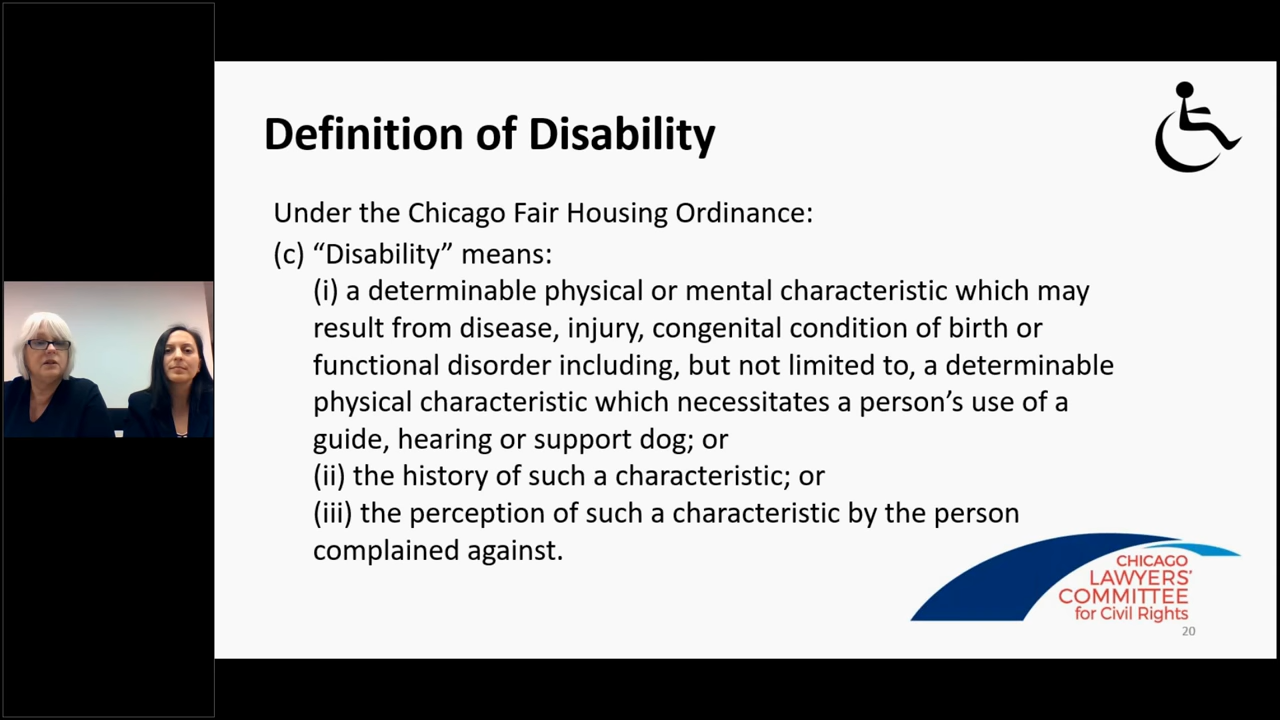 Definition of Disability
Under the Chicago Fair Housing Ordinance:
(c) “Disability” means:
(i) a determinable physical or mental characteristic which may
result from disease, injury, congenital condition of birth or
functional disorder including, but not limited to, a determinable
physical characteristic which necessitates a person’s use of a
guide, hearing or support dog; or
(ii) the history of such a characteristic; or
(iii) the perception of such a characteristic by the person
complained against.
CHICAGO
LAWYERS’
COMMITTEE
for Civil Rights
20